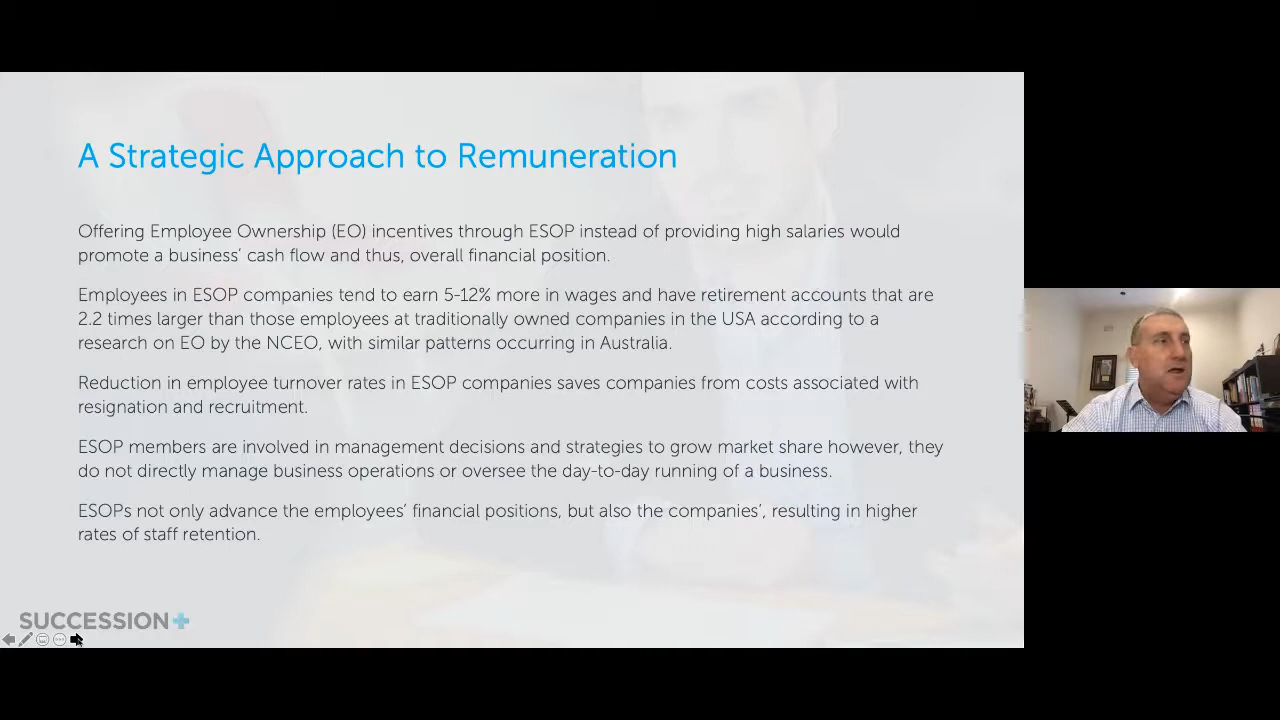 A Strategic Approach to Remuneration
Offering Employee Ownership (EO) incentives through ESOP instead of providing high salaries would
promote a business’ cash flow and thus, overall financial position.
Employees in ESOP companies tend to earn 5-12% more in wages and have retirement accounts that are
2.2 times larger than those employees at traditionally owned companies in the USA according to a
research on EO by the NCEO, with similar patterns occurring in Australia.
Reduction in employee turnover rates in ESOP companies saves companies from costs associated with
resignation and recruitment.
ESOP members are involved in management decisions and strategies to grow market share however, they
do not directly manage business operations or oversee the day-to-day running of a business.
ESOPs not only advance the employees’ financial positions, but also the companies’, resulting in higher
rates of staff retention.
SUCCESSION+